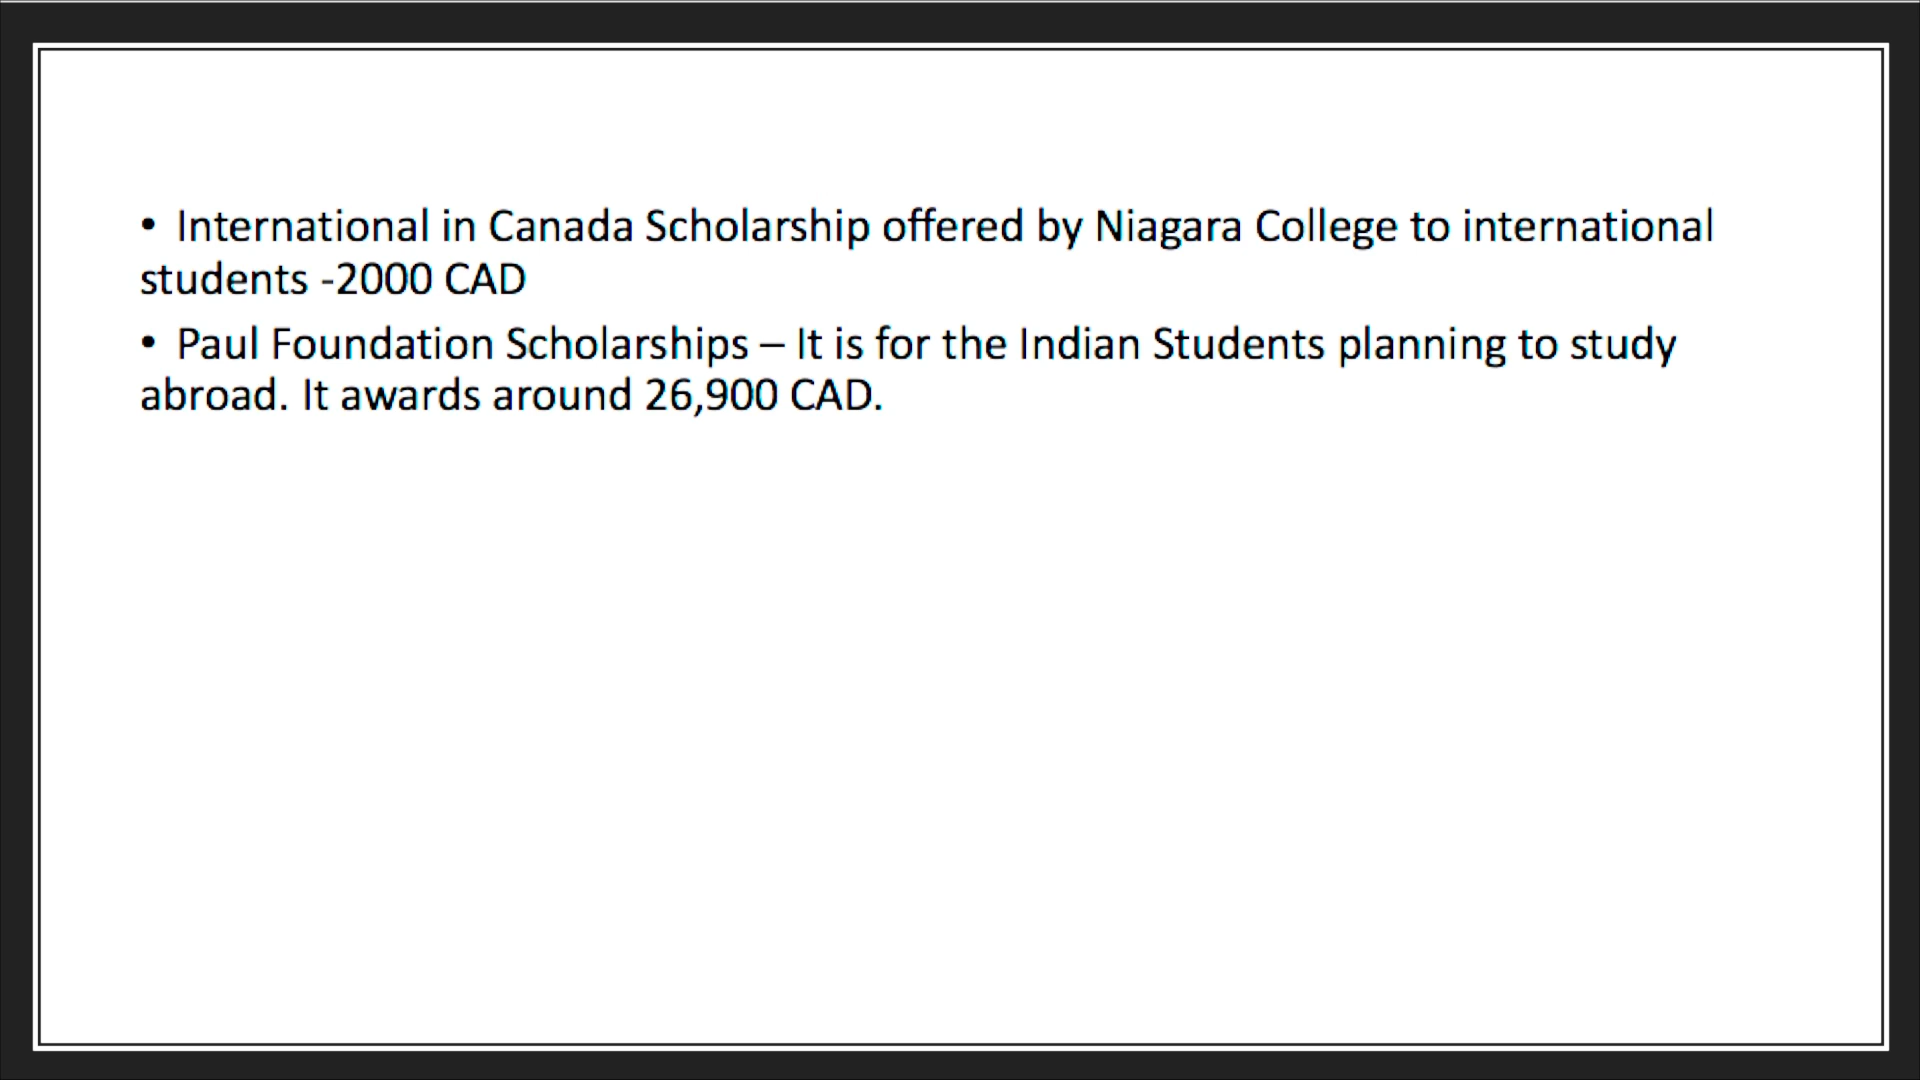 • International in Canada Scholarship offered by Niagara College to international
students -2000 CAD
• Paul Foundation Scholarships – It is for the Indian Students planning to study
abroad. It awards around 26,900 CAD.